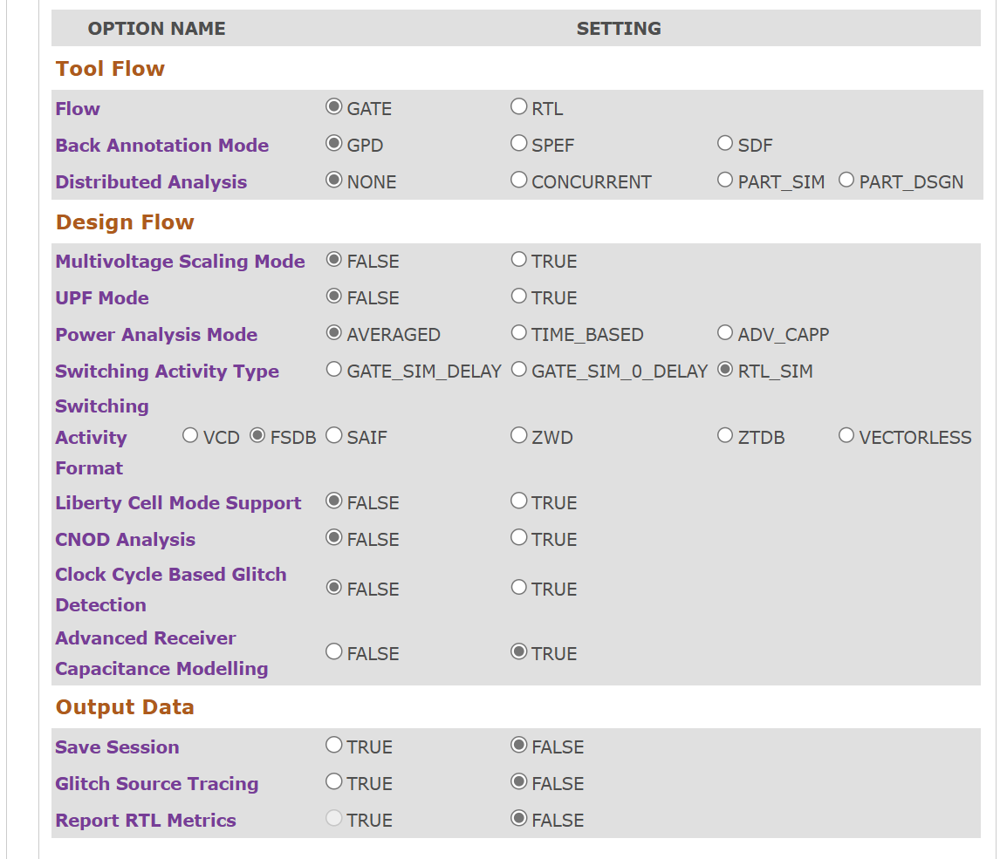 OPTION NAME SETTING
Tool Flow
Flow GATE RTL
Back Annotation Mode GPD SPEF SDF
Distributed Analysis NONE CONCURRENT PART_SIM PART_DSGN
Design Flow
Multivoltage Scaling Mode FALSE TRUE
UPF Mode FALSE TRUE
Power Analysis Mode AVERAGED TIME_BASED ADV_CAPP
Switching Activity Type GATE_SIM_DELAY GATE_SIM_0_DELAY RTL_SIM
Switching
Activity VCD FSDB SAIF ZWD ZTDB VECTORLESS
Format
Liberty Cell Mode Support FALSE TRUE
CNOD Analysis FALSE TRUE
Clock Cycle Based Glitch
Detection FALSE TRUE
Advanced Receiver
Capacitance Modelling FALSE TRUE
Output Data
Save Session TRUE FALSE
Glitch Source Tracing TRUE FALSE
Report RTL Metrics TRUE FALSE